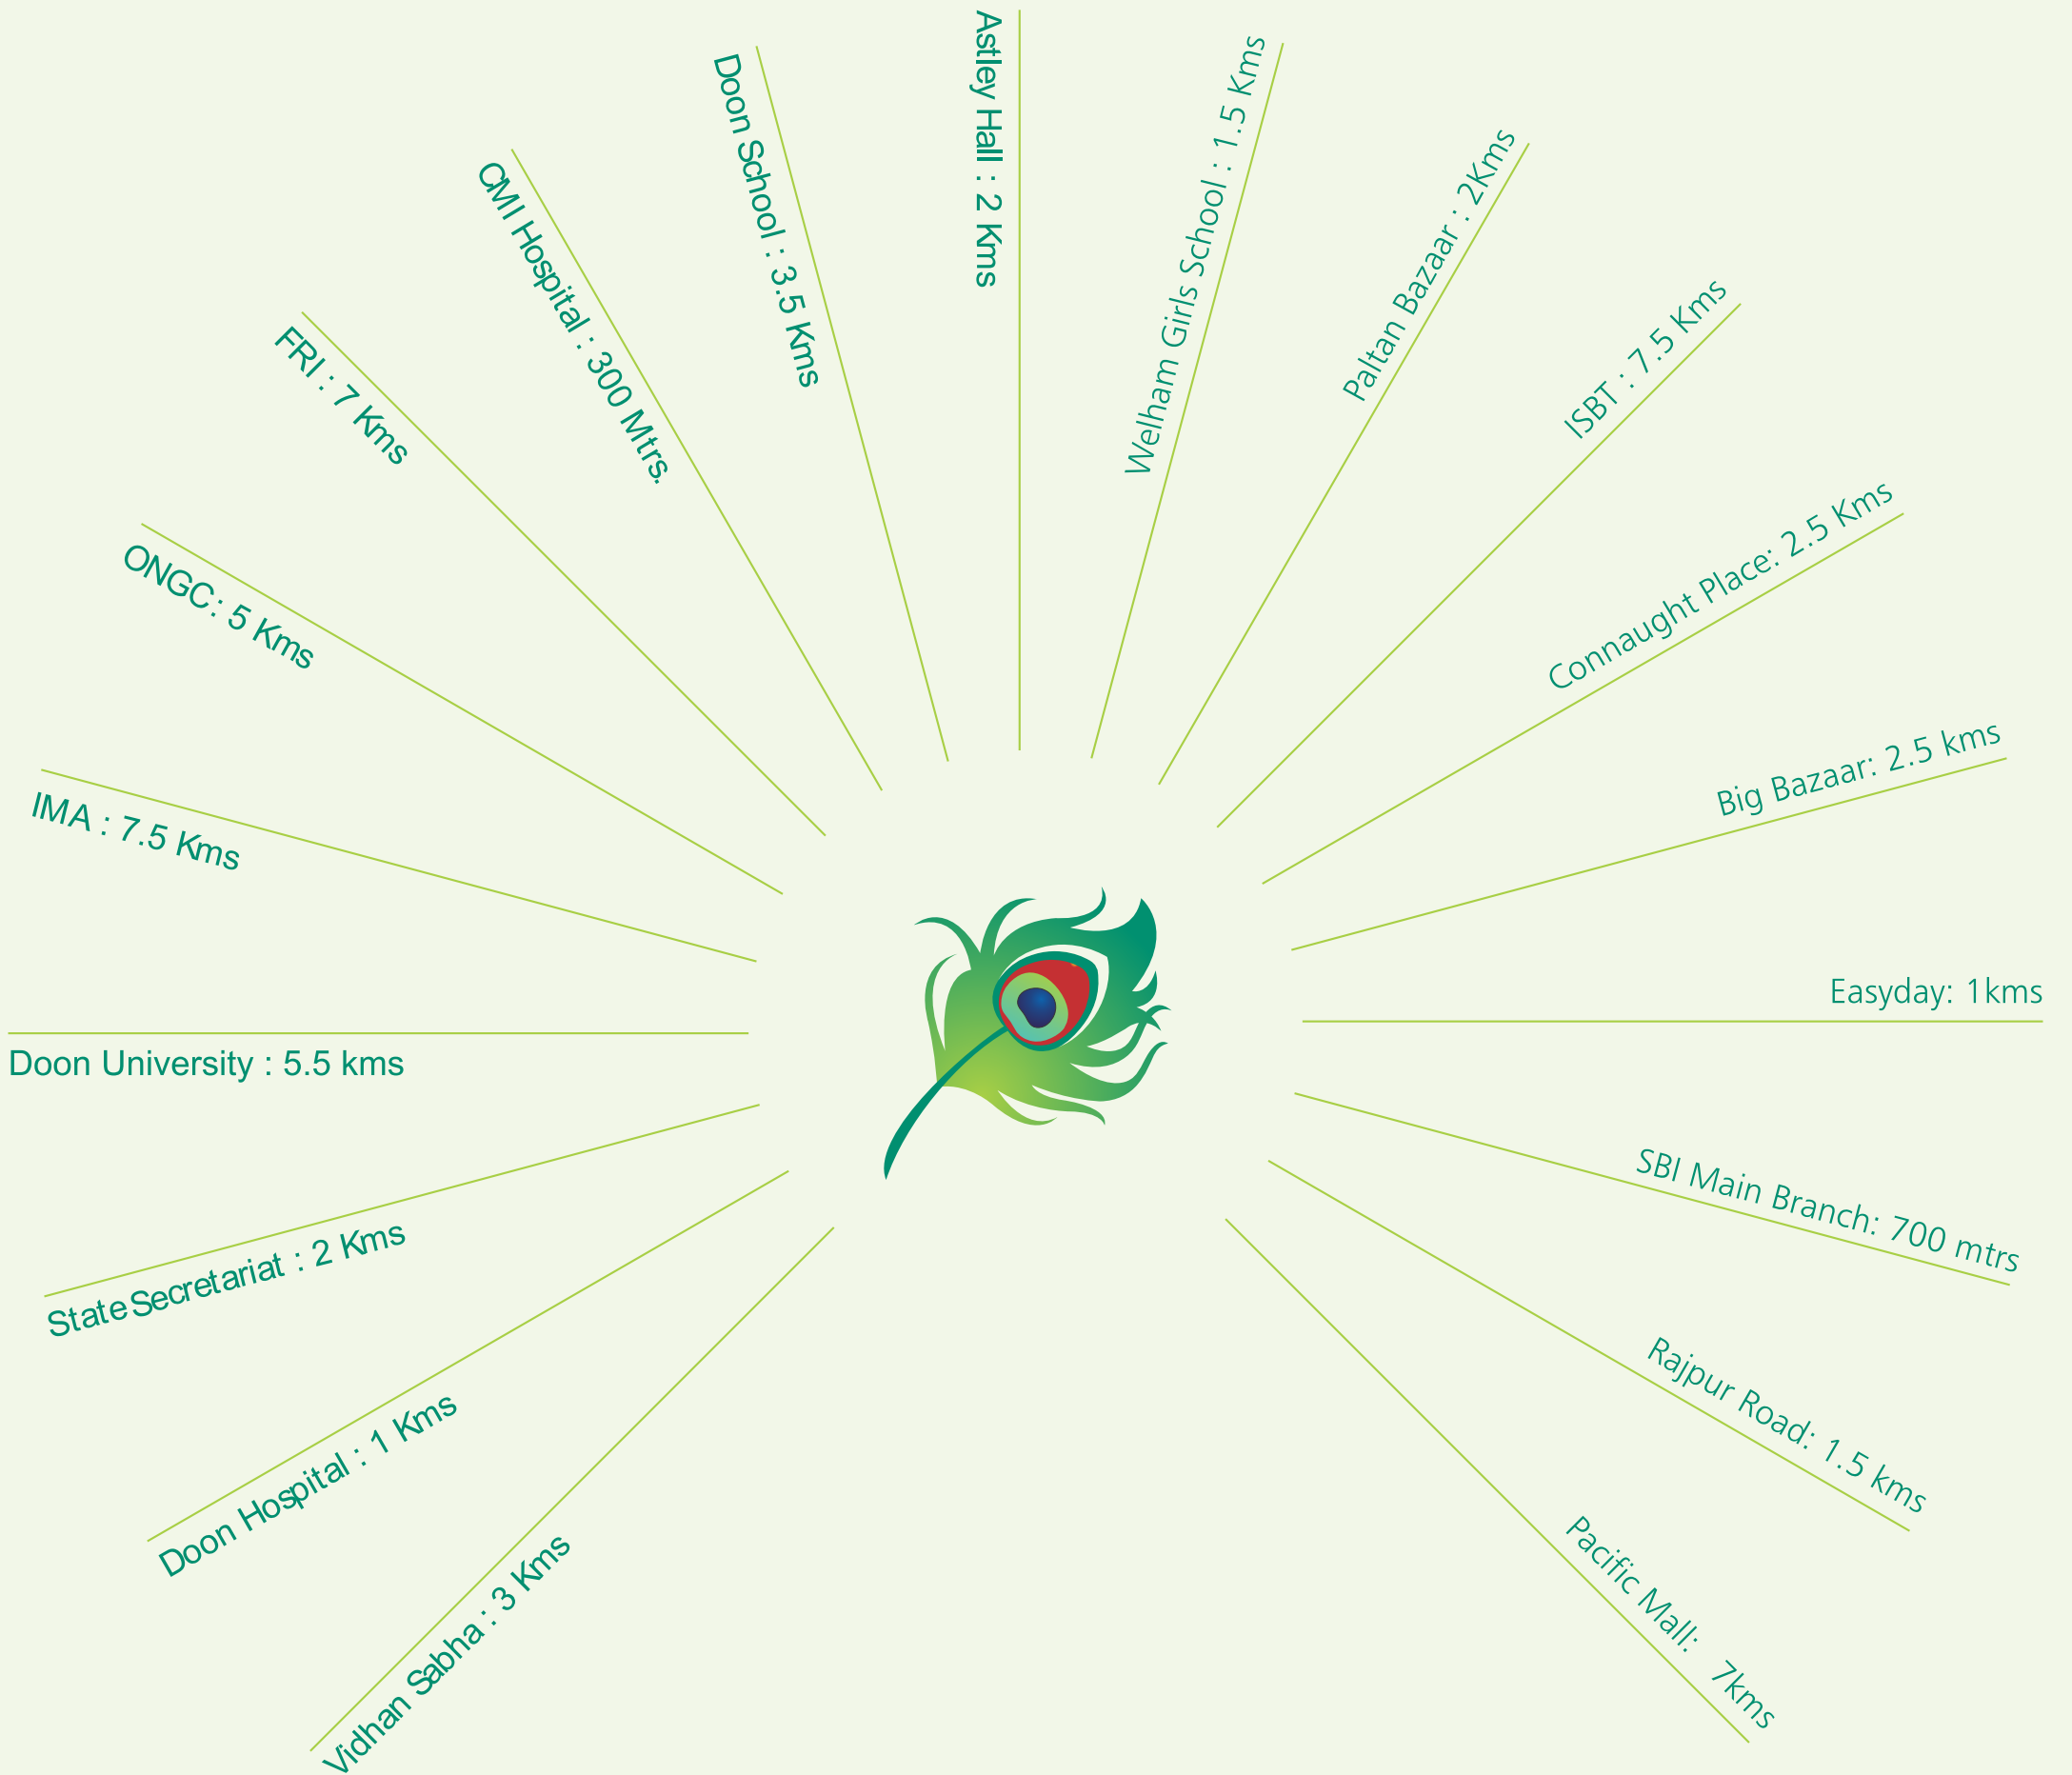 Vidhan Sabha : 3 Kms
Doon Hospital : 1 Kms
State Secretariat : 2 Kms
Doon University : 5.5 kms
IMA : 7.5 Kms
ONGC: 5 Kms
FRI : 7 Kms
CMI Hospital : 300 Mtrs.
Doon School : 3.5 Kms
Astley Hall : 2 Kms
Welham Girls School : 1.5 Kms
Paltan Bazaar : 2Kms
ISBT : 7.5 Kms
Connaught Place: 2.5 Kms
Big Bazaar: 2.5 kms
Easyday: 1kms
SBI Main Branch: 700 mtrs
Rajpur Road: 1.5 kms
Pacific Mall: 7kms